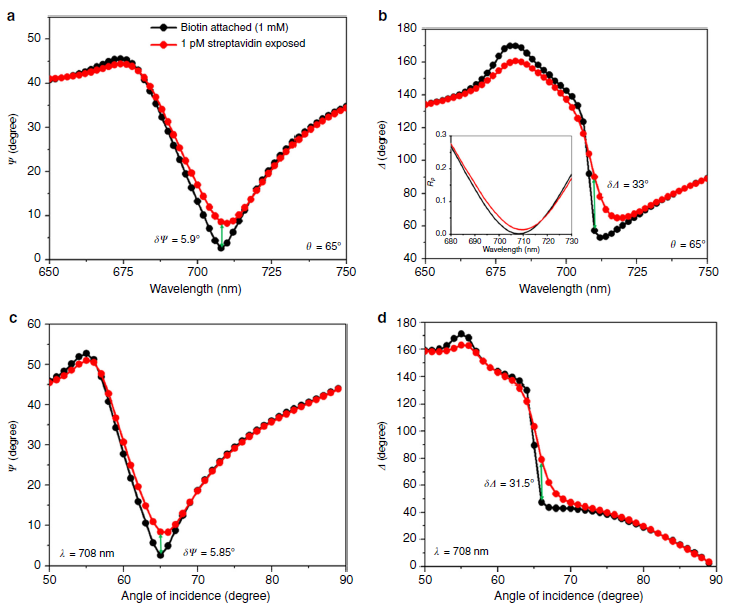 a
Biotin attached (1 mM)
1 pM streptavidin exposed
50
40
30
20
10
0
Ψ (degree)
δΨ = 5.9°
θ = 65°
650
675
700
725
750
Wavelength (nm)
b
180
160
140
120
100
80
60
40
Δ (degree)
0.3
0.2
0.1
0.0
Rp
680
690
700
710
720
730
Wavelength (nm)
δΔ = 33°
θ = 65°
650
675
700
725
750
Wavelength (nm)
c
60
50
40
30
20
10
0
Ψ (degree)
λ = 708 nm
δΨ = 5.85°
50
60
70
80
90
Angle of incidence (degree)
d
180
160
140
120
100
80
60
40
20
0
Δ (degree)
δΔ = 31.5°
λ = 708 nm
50
60
70
80
90
Angle of incidence (degree)